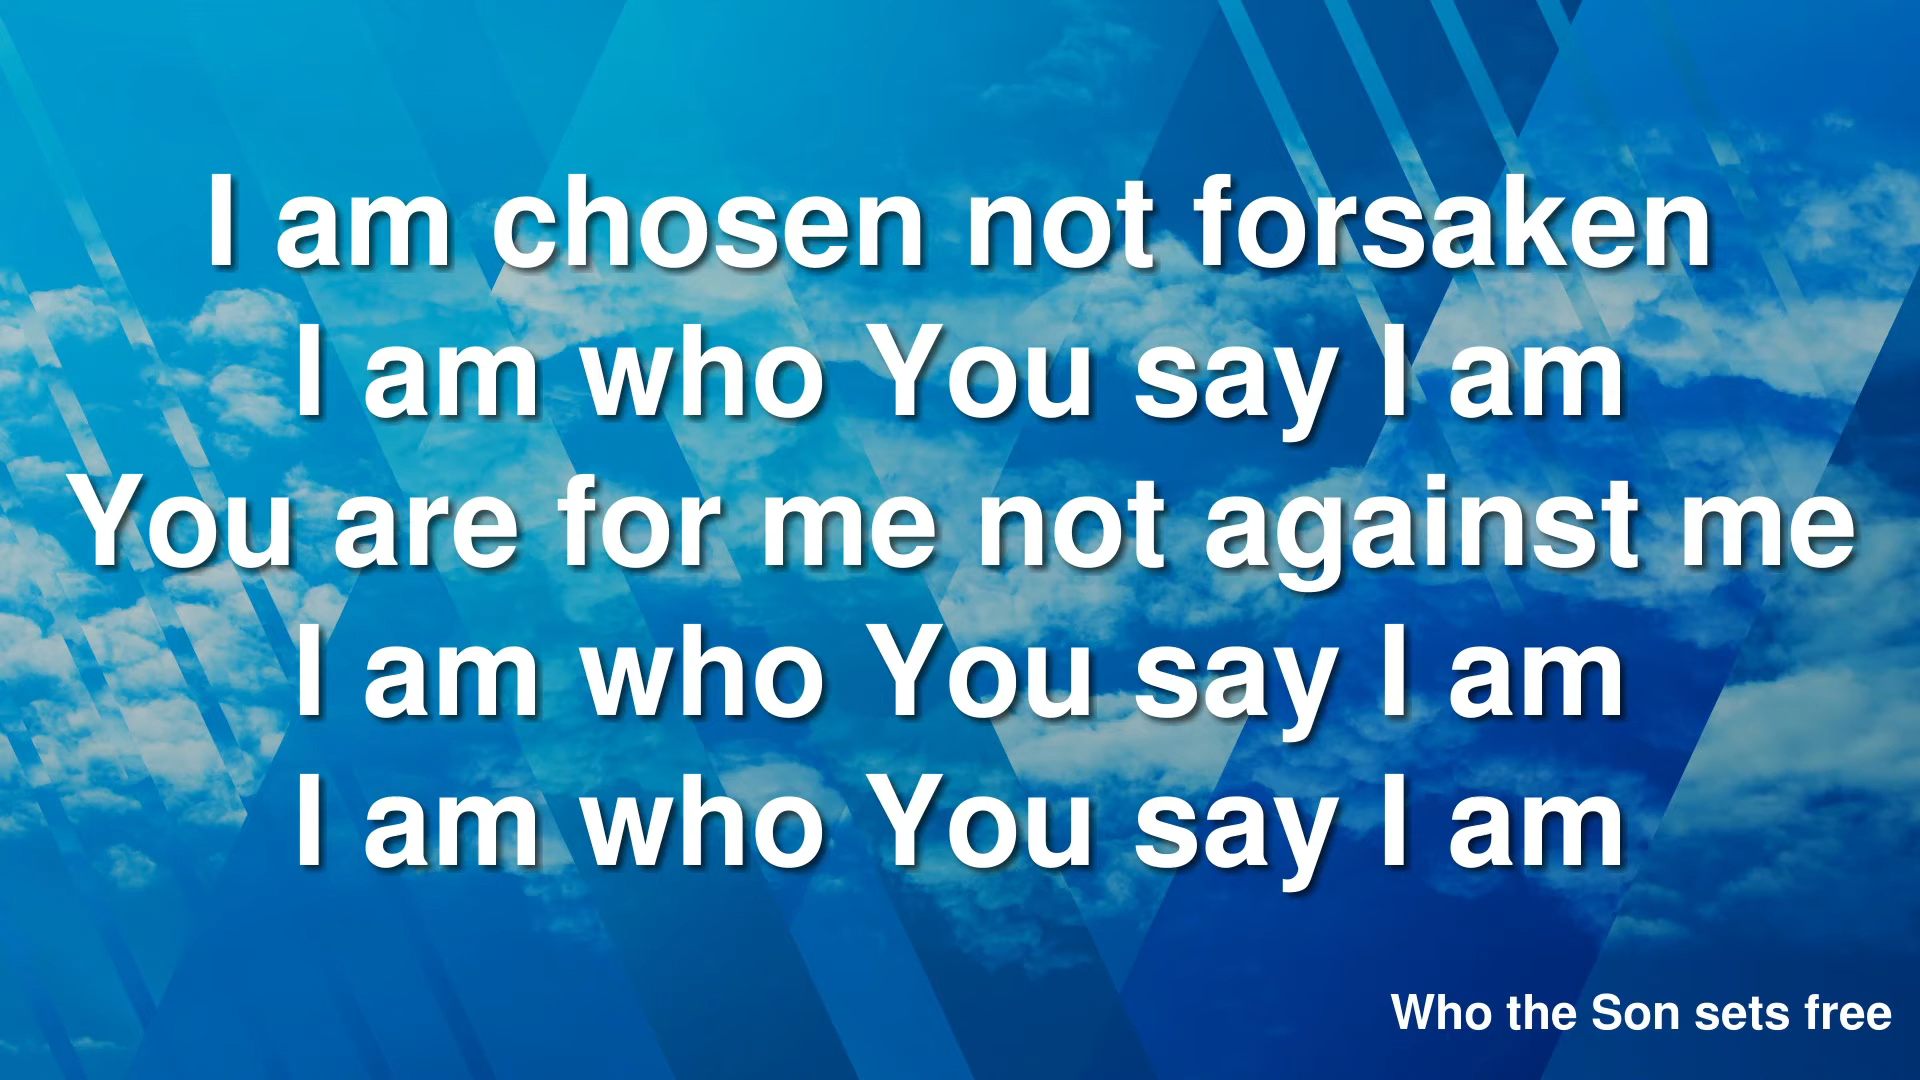 I am chosen not forsaken
I am who You say I am
You are for me not against me
I am who You say I am
I am who You say I am
Who the Son sets free